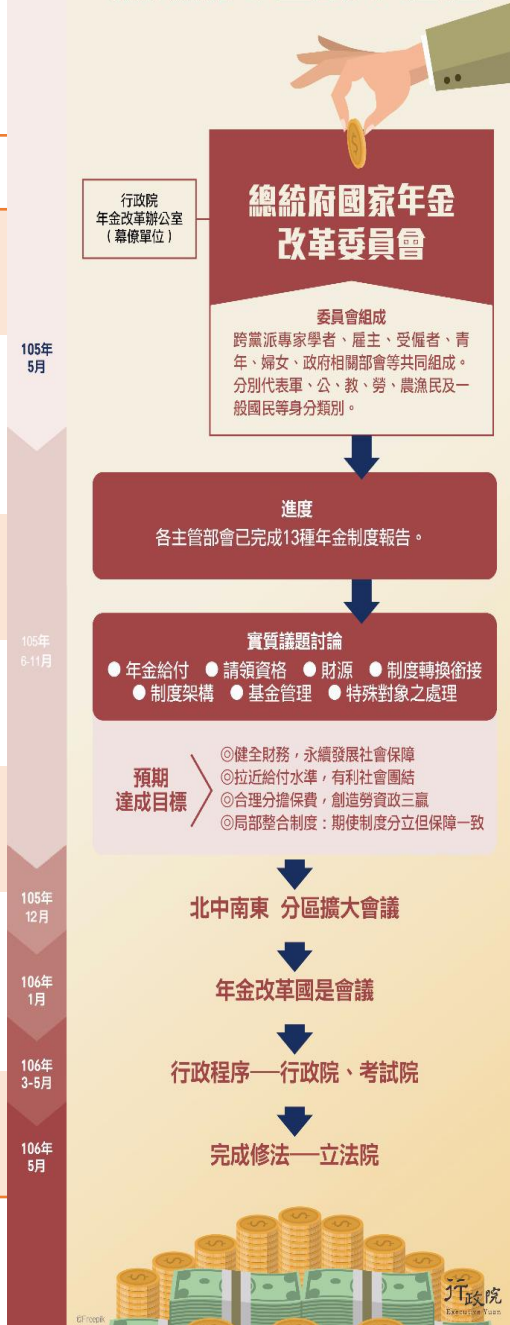 行政院
年金改革辦公室
（幕僚單位）
總統府國家年金
改革委員會
委員會組成
跨黨派專家學者、雇主、受僱者、青
年、婦女、政府相關部會等共同組成。
分別代表軍、公、教、勞、農漁民及一
般國民等身分類別。
105年
5月
進度
各主管部會已完成13種年金制度報告。
105年
6-11月
實質議題討論
● 年金給付 ● 請領資格 ● 財源 ● 制度轉換銜接
● 制度架構 ● 基金管理 ● 特殊對象之處理
預期
達成目標
◎健全財務，永續發展社會保障
◎拉近給付水準，有利社會團結
◎合理分擔保費，創造勞資政三贏
◎局部整合制度：期使制度分立但保障一致
105年
12月
北中南東 分區擴大會議
106年
1月
年金改革國是會議
106年
3-5月
行政程序──行政院、考試院
106年
5月
完成修法──立法院
行政院
Executive Yuan
©Freepik